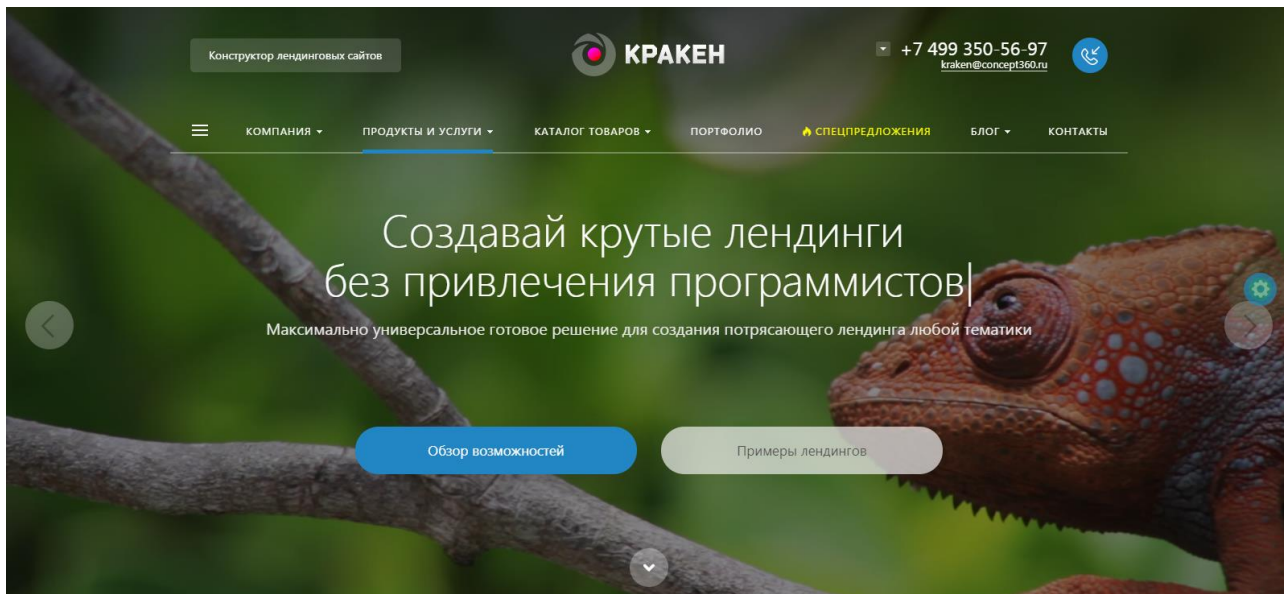 Конструктор лендинговых сайтов
КРАКЕН
+7 499 350-56-97
kraken@concept360.ru
КОМПАНИЯ
ПРОДУКТЫ И УСЛУГИ
КАТАЛОГ ТОВАРОВ
ПОРТФОЛИО
СПЕЦПРЕДЛОЖЕНИЯ
БЛОГ
КОНТАКТЫ
Создавай крутые лендинги
без привлечения программистов|
Максимально универсальное готовое решение для создания потрясающего лендинга любой тематики
Обзор возможностей
Примеры лендингов